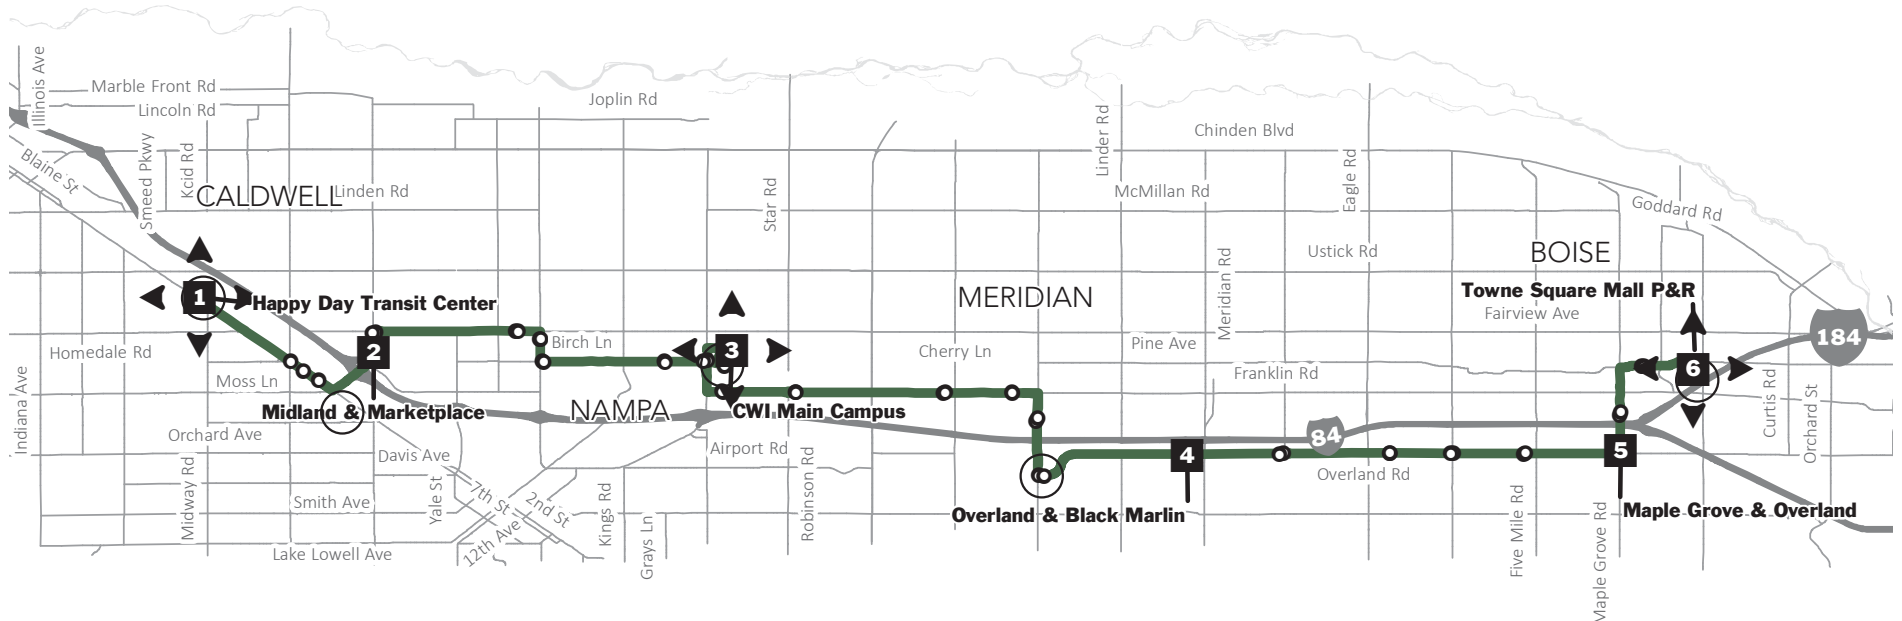 Illinois Ave
Marble Front Rd
Lincoln Rd
Joplin Rd
Linder Rd
Chinden Blvd
Blaine St
Smeed Pkwy
Kcid Rd
CALDWELL
Linden Rd
Star Rd
McMillan Rd
Eagle Rd
Goddard Rd
Ustick Rd
BOISE
Meridian Rd
1
Happy Day Transit Center
MERIDIAN
Towne Square Mall P&R
Fairview Ave
184
Homedale Rd
2
Birch Ln
3
Cherry Ln
Pine Ave
Franklin Rd
6
Moss Ln
Indiana Ave
Midland & Marketplace
NAMPA
CWI Main Campus
Curtis Rd
Orchard St
Orchard Ave
84
Davis Ave
Airport Rd
4
5
Overland Rd
Midway Rd
Smith Ave
Yale St
7th St
2nd St
12th Ave
Kings Rd
Grays Ln
Robinson Rd
Overland & Black Marlin
Five Mile Rd
Maple Grove Rd
Maple Grove & Overland
Lake Lowell Ave